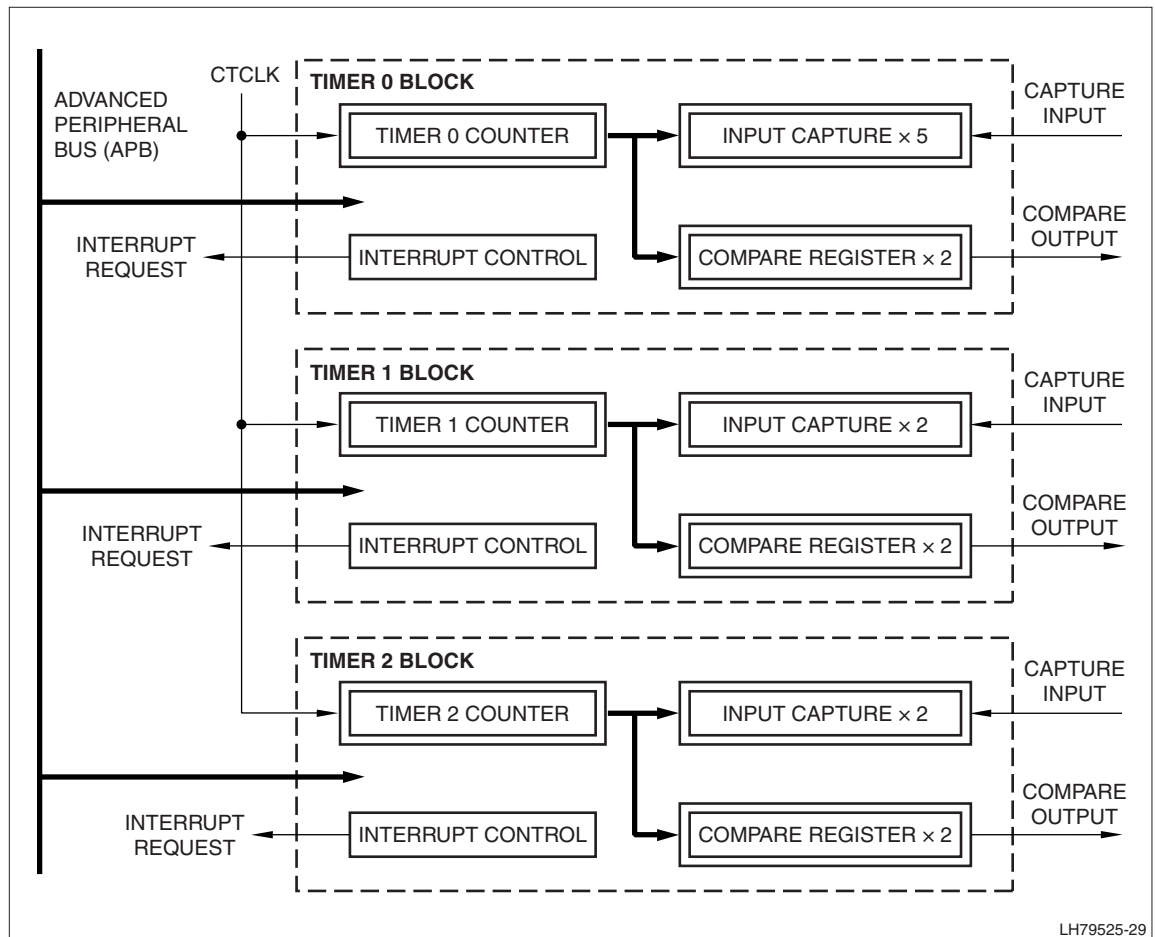 CTCLK
ADVANCED
PERIPHERAL
BUS (APB)
TIMER 0 BLOCK
TIMER 0 COUNTER
INPUT CAPTURE × 5
CAPTURE
INPUT
INTERRUPT
REQUEST
INTERRUPT CONTROL
COMPARE REGISTER × 2
COMPARE
OUTPUT
TIMER 1 BLOCK
TIMER 1 COUNTER
INPUT CAPTURE × 2
CAPTURE
INPUT
INTERRUPT
REQUEST
INTERRUPT CONTROL
COMPARE REGISTER × 2
COMPARE
OUTPUT
TIMER 2 BLOCK
TIMER 2 COUNTER
INPUT CAPTURE × 2
CAPTURE
INPUT
INTERRUPT
REQUEST
INTERRUPT CONTROL
COMPARE REGISTER × 2
COMPARE
OUTPUT
LH79525-29